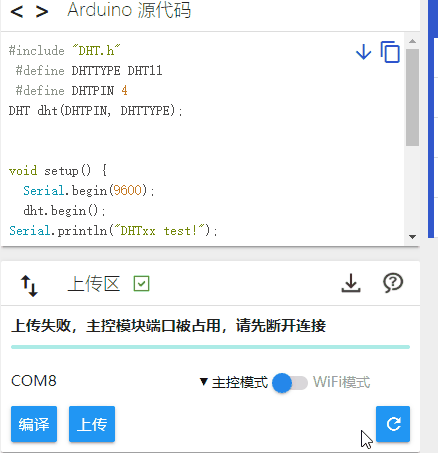 < > Arduino 源代码
#include "DHT.h"
#define DHTTYPE DHT11
#define DHTPIN 4
DHT dht(DHTPIN, DHTTYPE);
void setup() {
Serial.begin(9600);
dht.begin();
Serial.println("DHTxx test!");
上传区
上传失败，主控模块端口被占用，请先断开连接
COM8 主控模式 WiFi模式
编译 上传